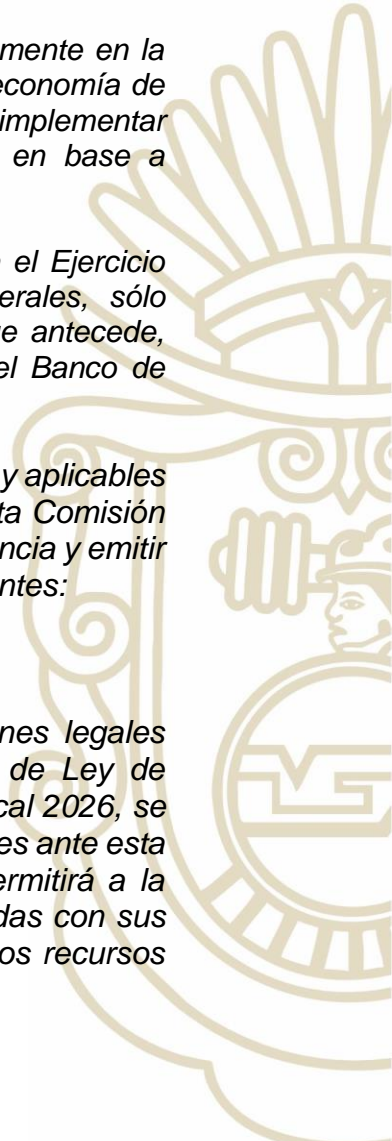 mente en la
economía de
implementar
en base a
el Ejercicio
erales, sólo
ue antecede,
el Banco de
y aplicables
ta Comisión
ncia y emitir
entes:
nes legales
de Ley de
cal 2026, se
es ante esta
ermitirá a la
das con sus
os recursos